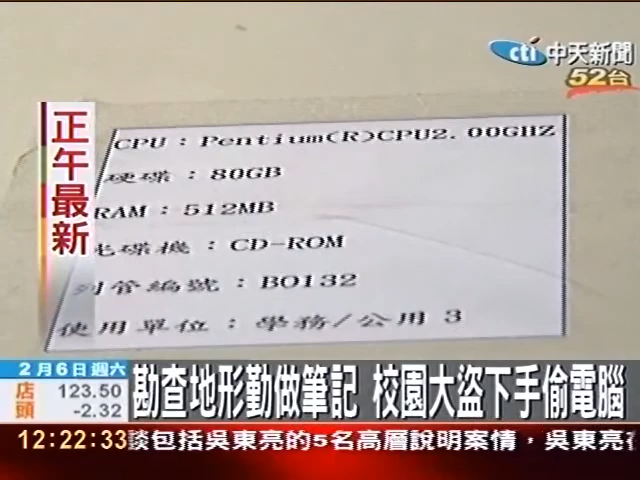 cti 中天新聞
52台
正午最新
CPU：Pentium(R)CPU2.00GHZ
硬碟：80GB
RAM：512MB
光碟機：CD-ROM
列管編號：B0132
使用單位：學務/公用 3
2月6日週六
店頭 123.50
-2.32
勘查地形勤做筆記 校園大盜下手偷電腦
12:22:33
談包括吳東亮的5名高層說明案情，吳東亮